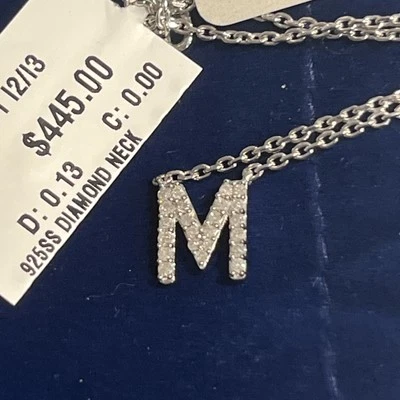 12/13
$445.00
D: 0.13 C: 0.00
925SS DIAMOND NECK
M